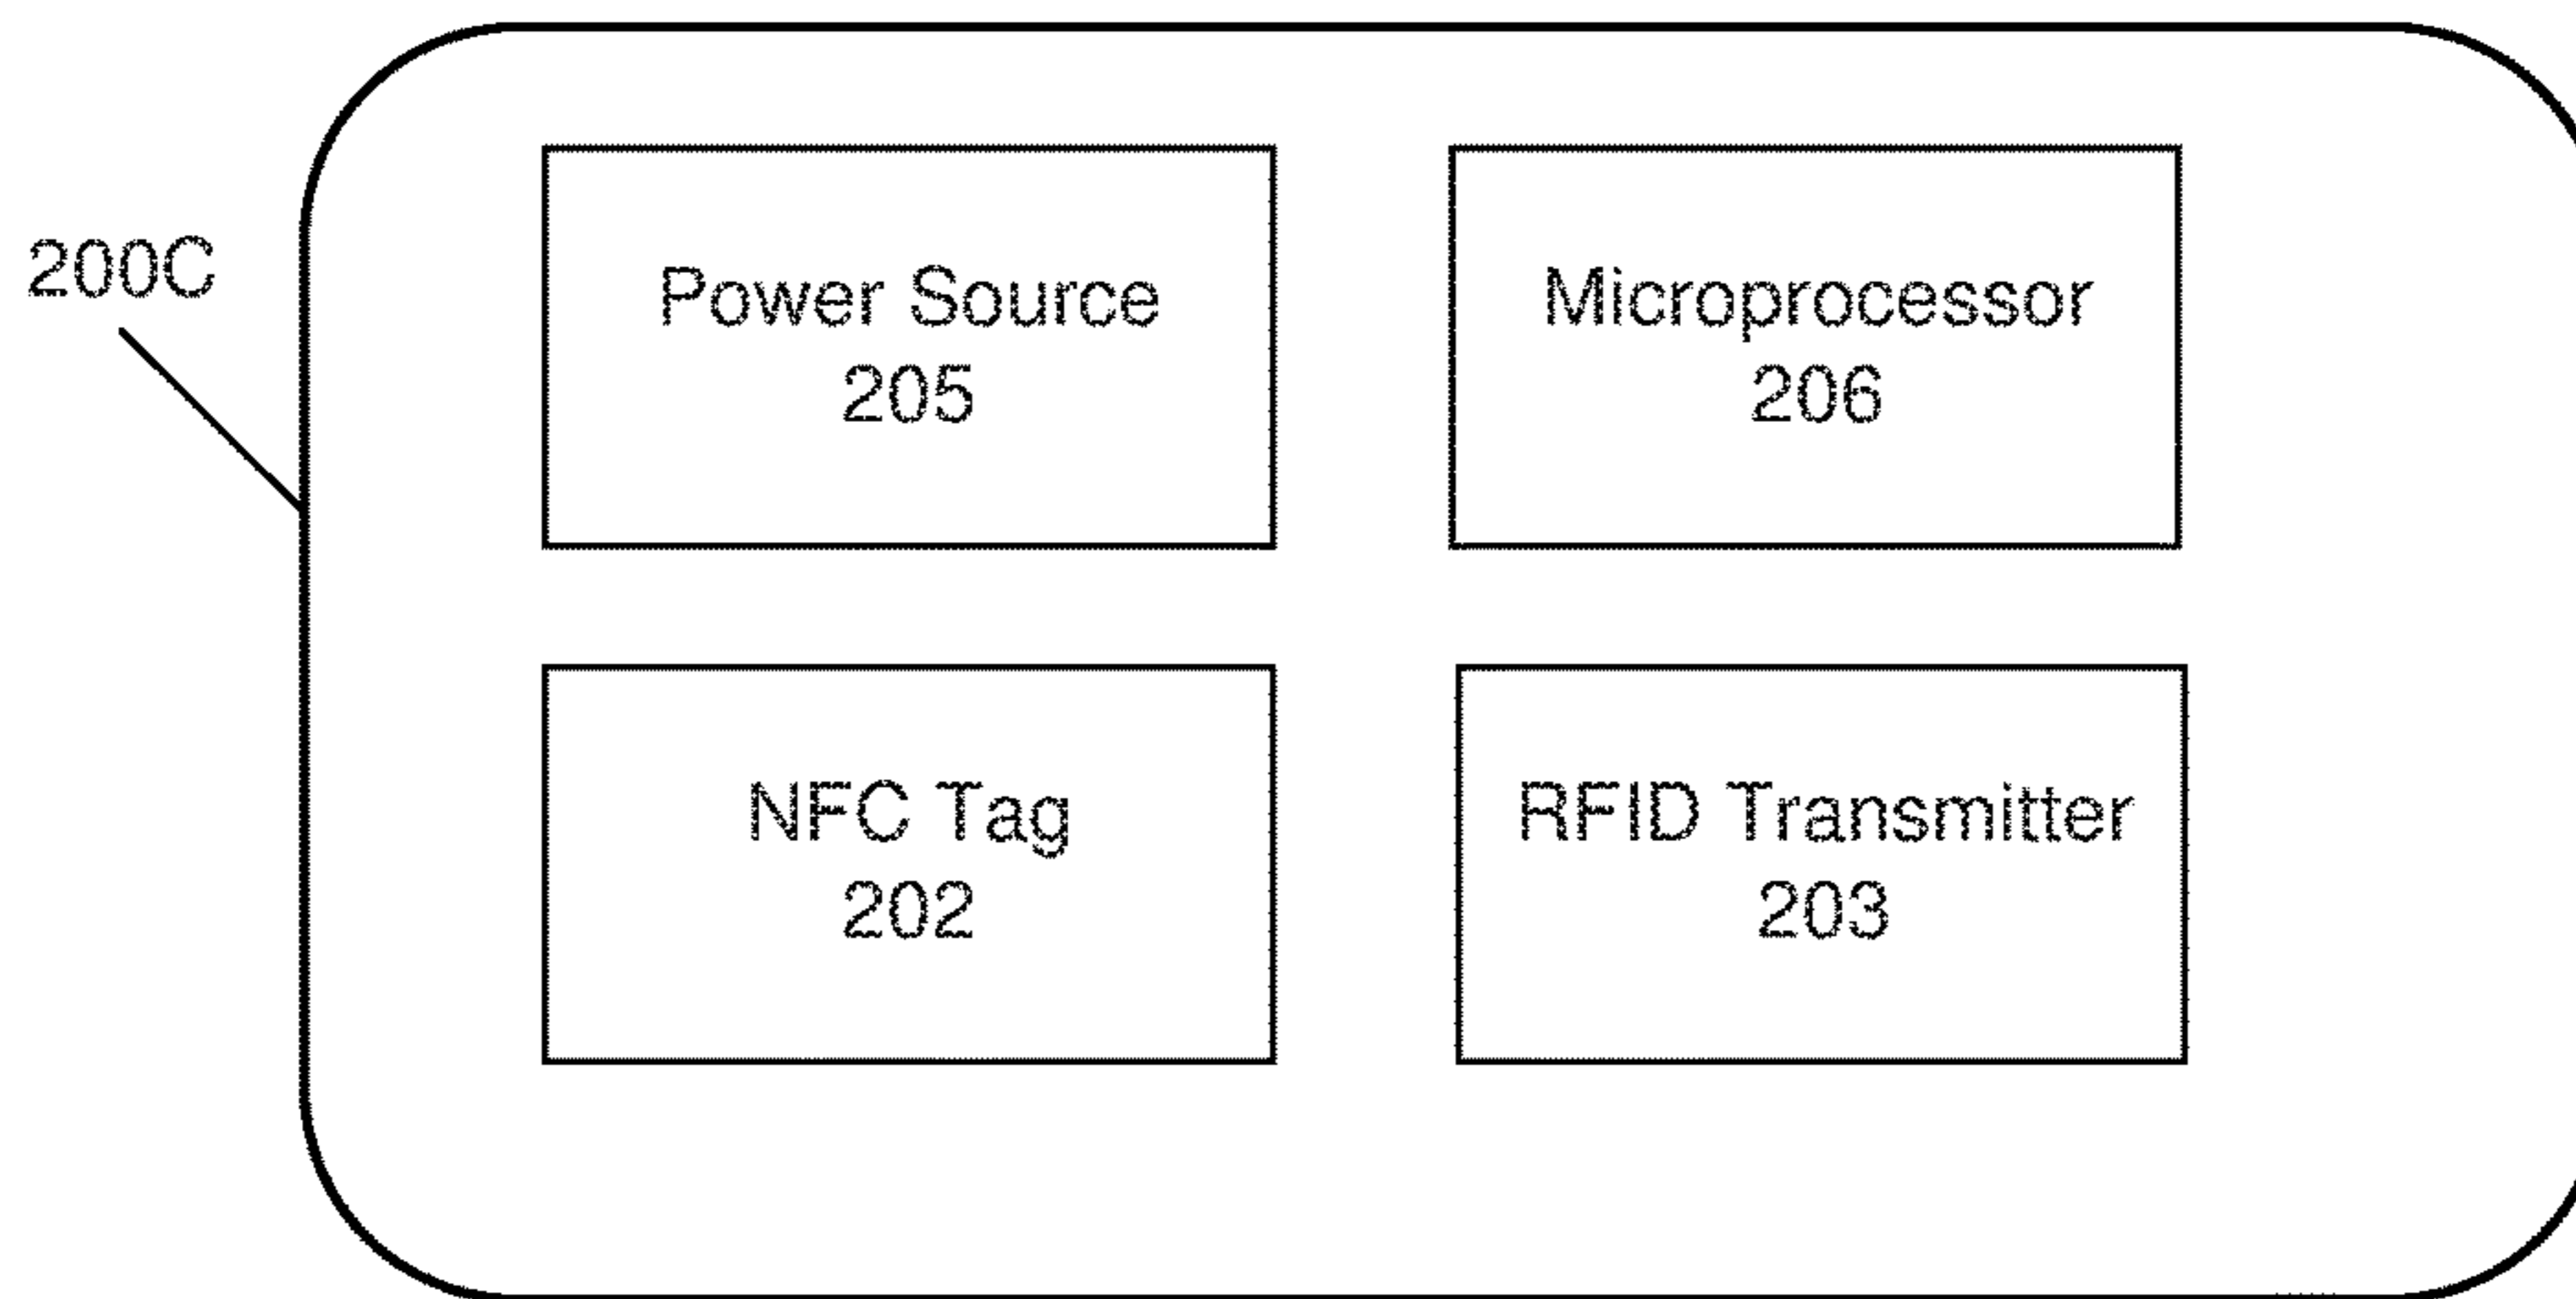 200C
Power Source
205
Microprocessor
206
NFC Tag
202
RFID Transmitter
203